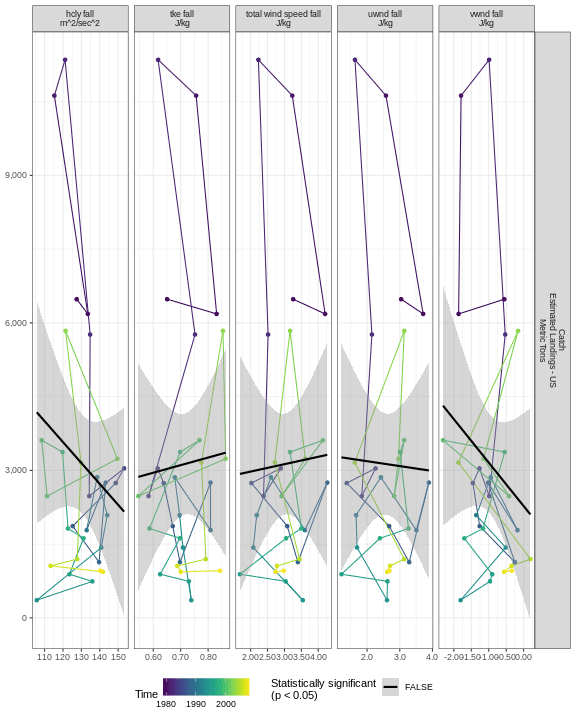 hcly fall
m^2/sec^2
tke fall
J/kg
total wind speed fall
J/kg
uwnd fall
J/kg
vwnd fall
J/kg
9,000
6,000
3,000
0
Catch
Estimated Landings - US
Metric Tons
110 120 130 140 150
0.60 0.70 0.80
2.00 2.50 3.00 3.50 4.00
2.0 3.0 4.0
-2.00 -1.50 -1.00 -0.50 0.00
Time
1980 1990 2000
Statistically significant
(p < 0.05)
FALSE